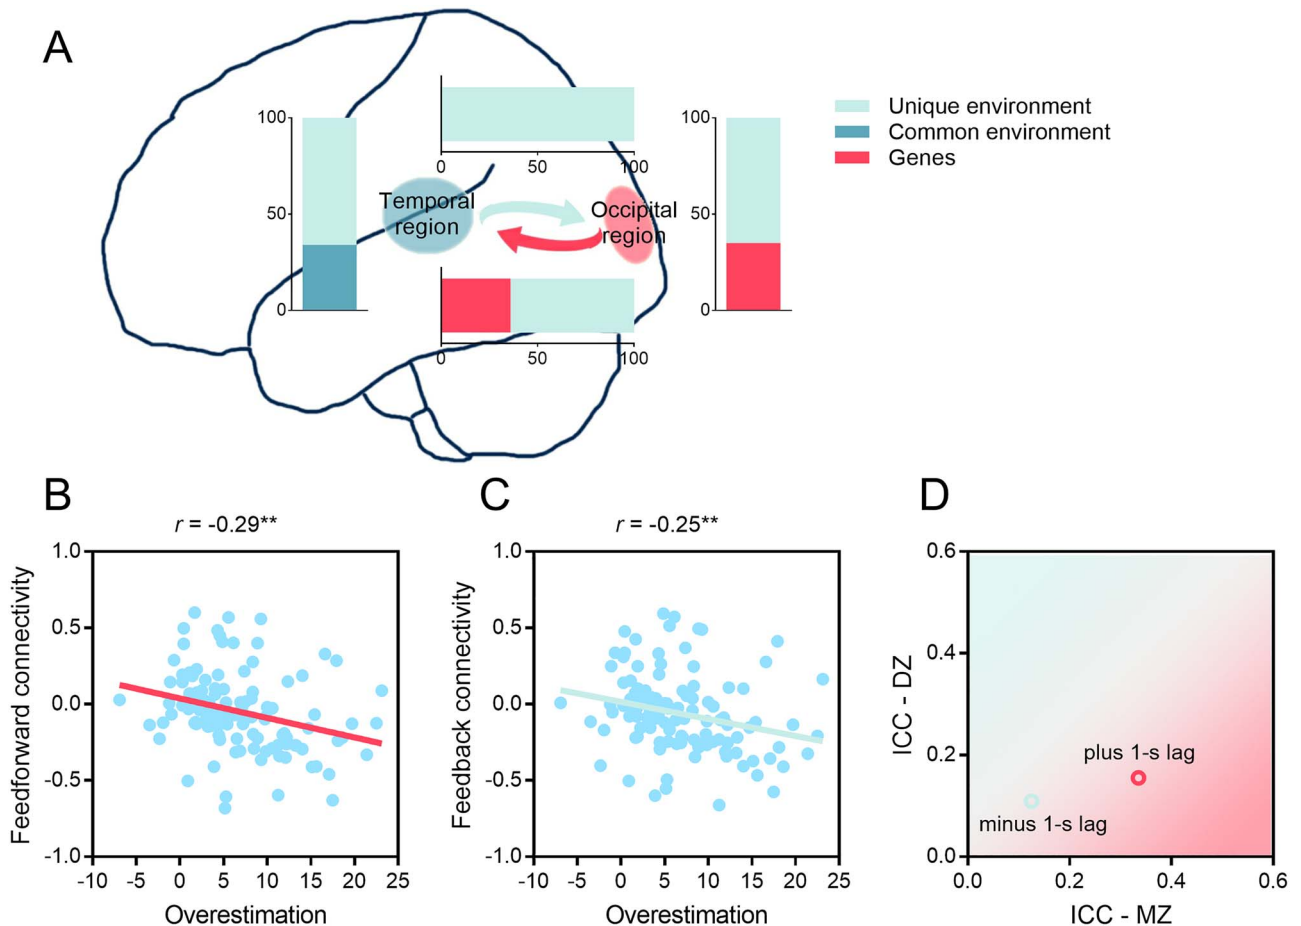 A
Unique environment
Common environment
Genes
100
50
0
0
50
100
Temporal
region
Occipital
region
0
50
100
100
50
0
B
r = -0.29**
1.0
0.5
0.0
-0.5
-1.0
-10
-5
0
5
10
15
20
25
Feedforward connectivity
Overestimation
C
r = -0.25**
1.0
0.5
0.0
-0.5
-1.0
-10
-5
0
5
10
15
20
25
Feedback connectivity
Overestimation
D
0.6
0.4
0.2
0.0
0.0
0.2
0.4
0.6
ICC - DZ
plus 1-s lag
minus 1-s lag
ICC - MZ